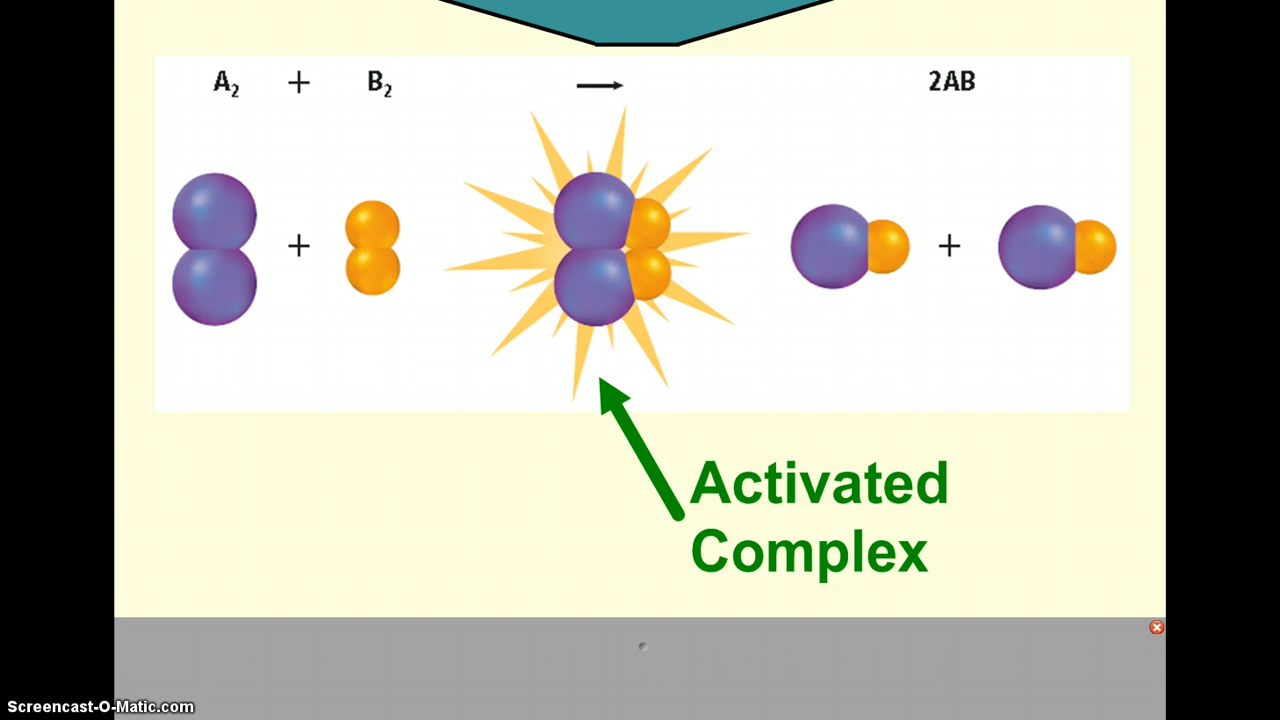 A₂ + B₂ → 2AB
+ +
Activated
Complex
Screencast-O-Matic.com